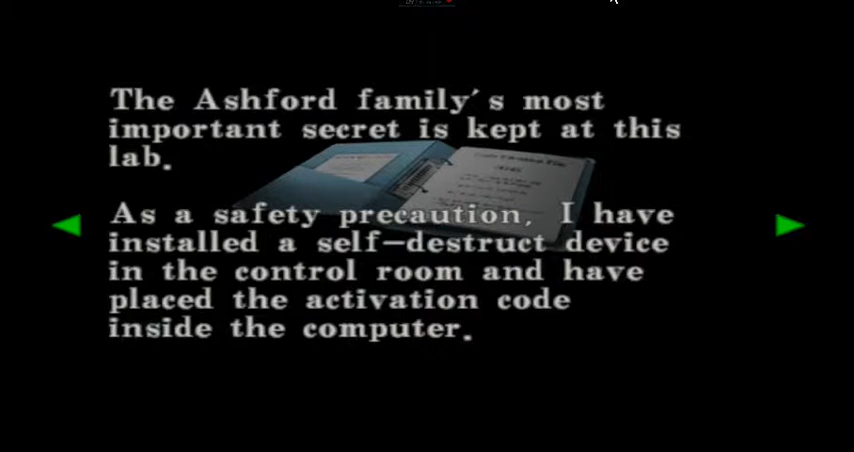 The Ashford family's most
important secret is kept at this
lab.
As a safety precaution, I have
installed a self-destruct device
in the control room and have
placed the activation code
inside the computer.